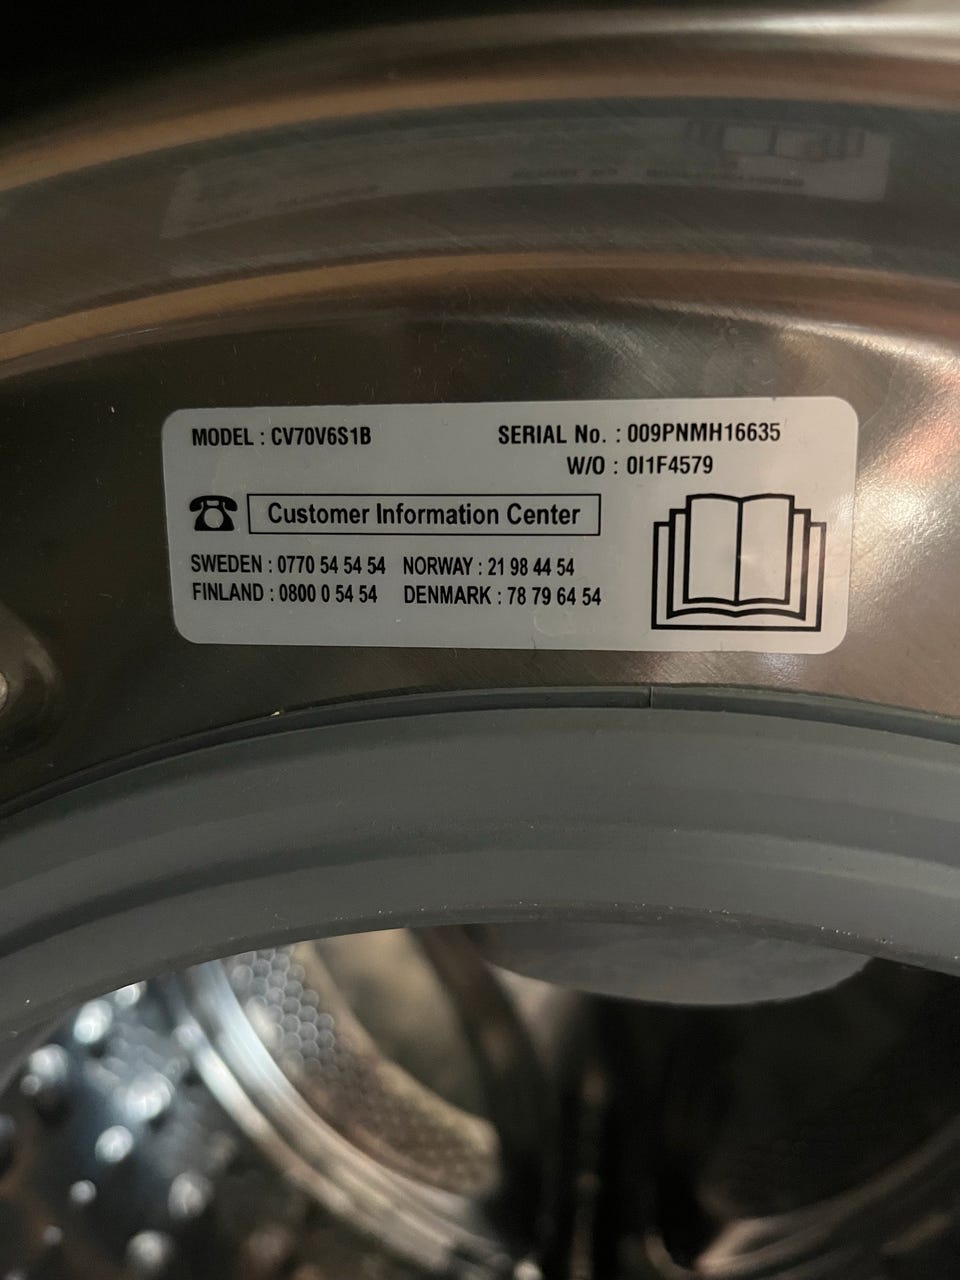 MODEL : CV70V6S1B SERIAL No. : 009PNMH16635
W/O : 0I1F4579
Customer Information Center
SWEDEN : 0770 54 54 54 NORWAY : 21 98 44 54
FINLAND : 0800 0 54 54 DENMARK : 78 79 64 54